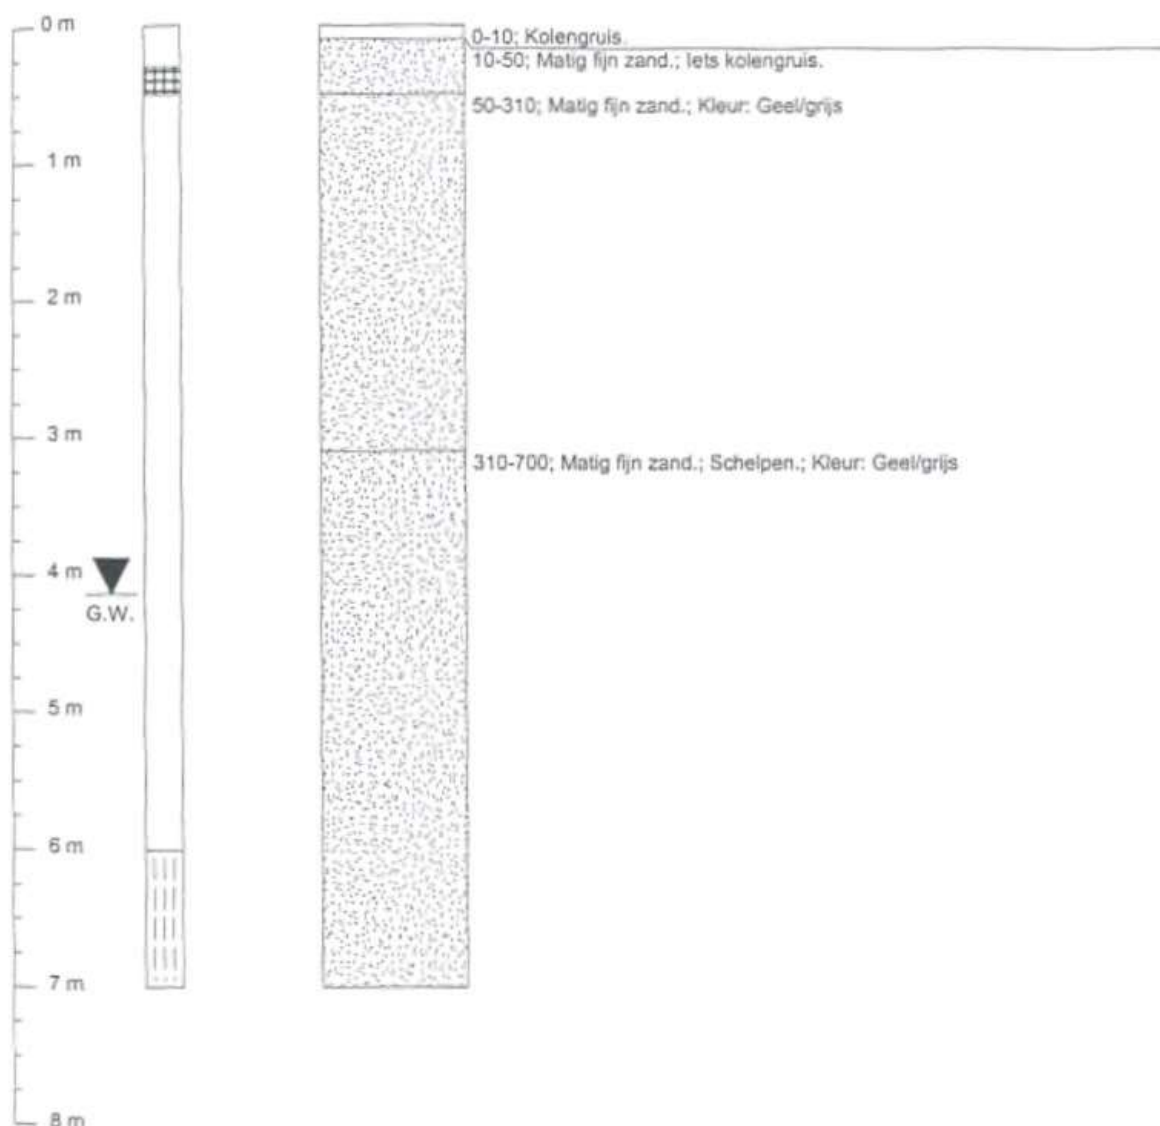 0 m
0-10; Kolengruis.
10-50; Matig fijn zand.; Iets kolengruis.
50-310; Matig fijn zand.; Kleur: Geel/grijs
1 m
2 m
3 m
310-700; Matig fijn zand.; Schelpen.; Kleur: Geel/grijs
4 m
G.W.
5 m
6 m
7 m
8 m